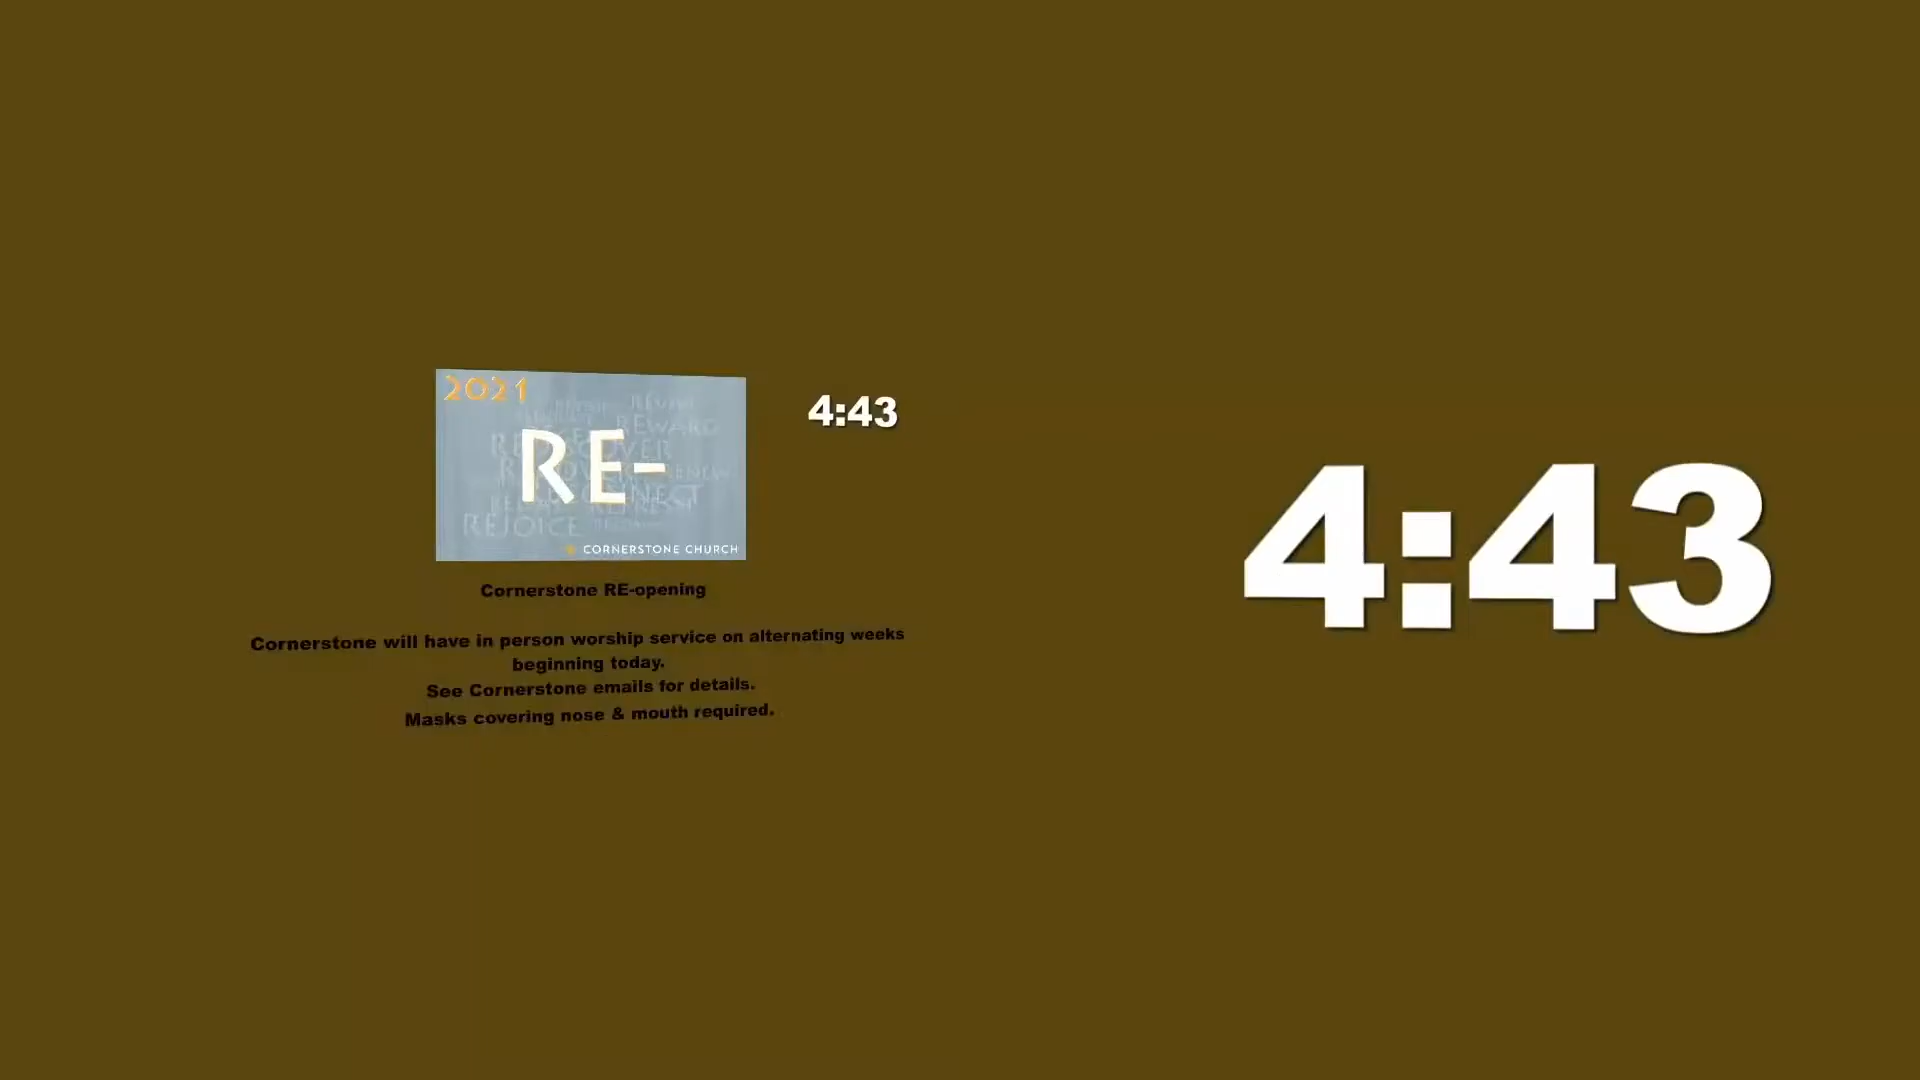 2021
REWARD
RE-
REJOICE
CORNERSTONE CHURCH
4:43
Cornerstone RE-opening
Cornerstone will have in person worship service on alternating weeks
beginning today.
See Cornerstone emails for details.
Masks covering nose & mouth required.
4:43